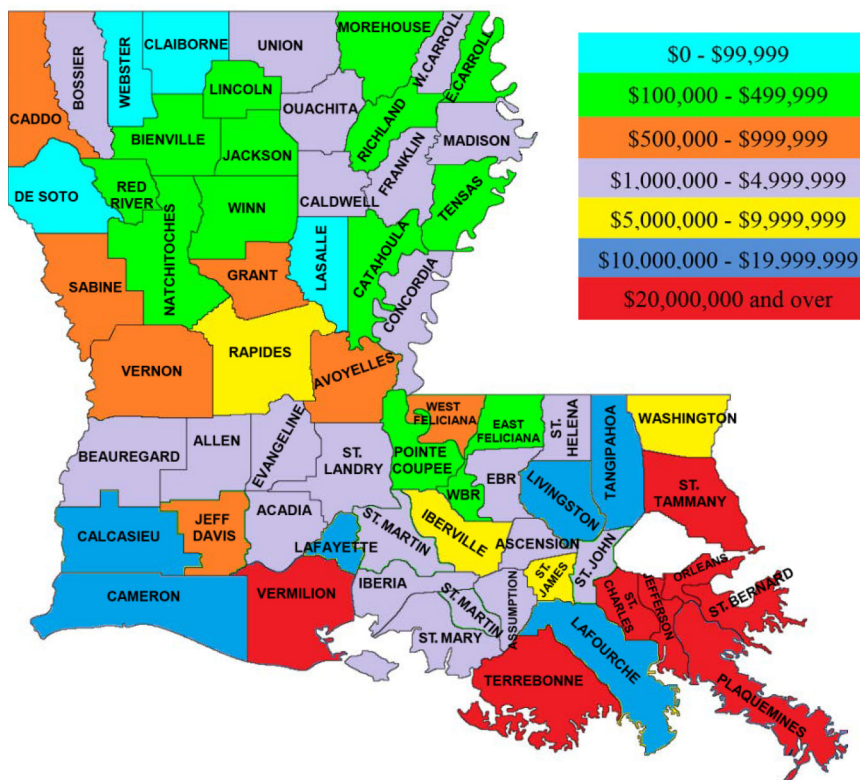 MOREHOUSE
W.CARROLL
E.CARROLL
UNION
CLAIBORNE
WEBSTER
BOSSIER
CADDO
LINCOLN
OUACHITA
RICHLAND
MADISON
BIENVILLE
JACKSON
FRANKLIN
DE SOTO
RED
RIVER
WINN
CALDWELL
TENSAS
NATCHITOCHES
SABINE
GRANT
LASALLE
CATAHOULA
CONCORDIA
VERNON
RAPIDES
AVOYELLES
BEAUREGARD
ALLEN
EVANGELINE
ST.
LANDRY
POINTE
COUPEE
WEST
FELICIANA
EAST
FELICIANA
ST.
HELENA
TANGIPAHOA
WASHINGTON
WBR
EBR
LIVINGSTON
ST.
TAMMANY
CALCASIEU
JEFF
DAVIS
ACADIA
LAFAYETTE
ST. MARTIN
IBERVILLE
ASCENSION
ST. JOHN
CAMERON
VERMILION
IBERIA
ST. MARTIN
ST. MARY
ASSUMPTION
ST.
JAMES
ST.
CHARLES
JEFFERSON
ORLEANS
ST. BERNARD
LAFOURCHE
TERREBONNE
PLAQUEMINES
$0 - $99,999
$100,000 - $499,999
$500,000 - $999,999
$1,000,000 - $4,999,999
$5,000,000 - $9,999,999
$10,000,000 - $19,999,999
$20,000,000 and over